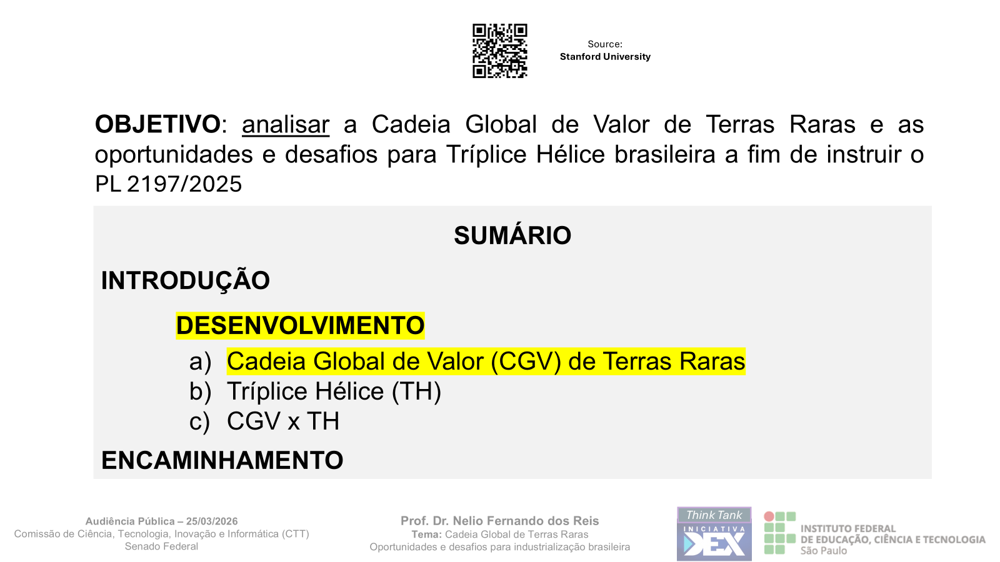 Source:
Stanford University
OBJETIVO: analisar a Cadeia Global de Valor de Terras Raras e as
oportunidades e desafios para Tríplice Hélice brasileira a fim de instruir o
PL 2197/2025
SUMÁRIO
INTRODUÇÃO
DESENVOLVIMENTO
a) Cadeia Global de Valor (CGV) de Terras Raras
b) Tríplice Hélice (TH)
c) CGV x TH
ENCAMINHAMENTO
Audiência Pública – 25/03/2026
Comissão de Ciência, Tecnologia, Inovação e Informática (CTT)
Senado Federal
Prof. Dr. Nelio Fernando dos Reis
Tema: Cadeia Global de Terras Raras
Oportunidades e desafios para industrialização brasileira
Think Tank
INICIATIVA
DEX
INSTITUTO FEDERAL
DE EDUCAÇÃO, CIÊNCIA E TECNOLOGIA
São Paulo